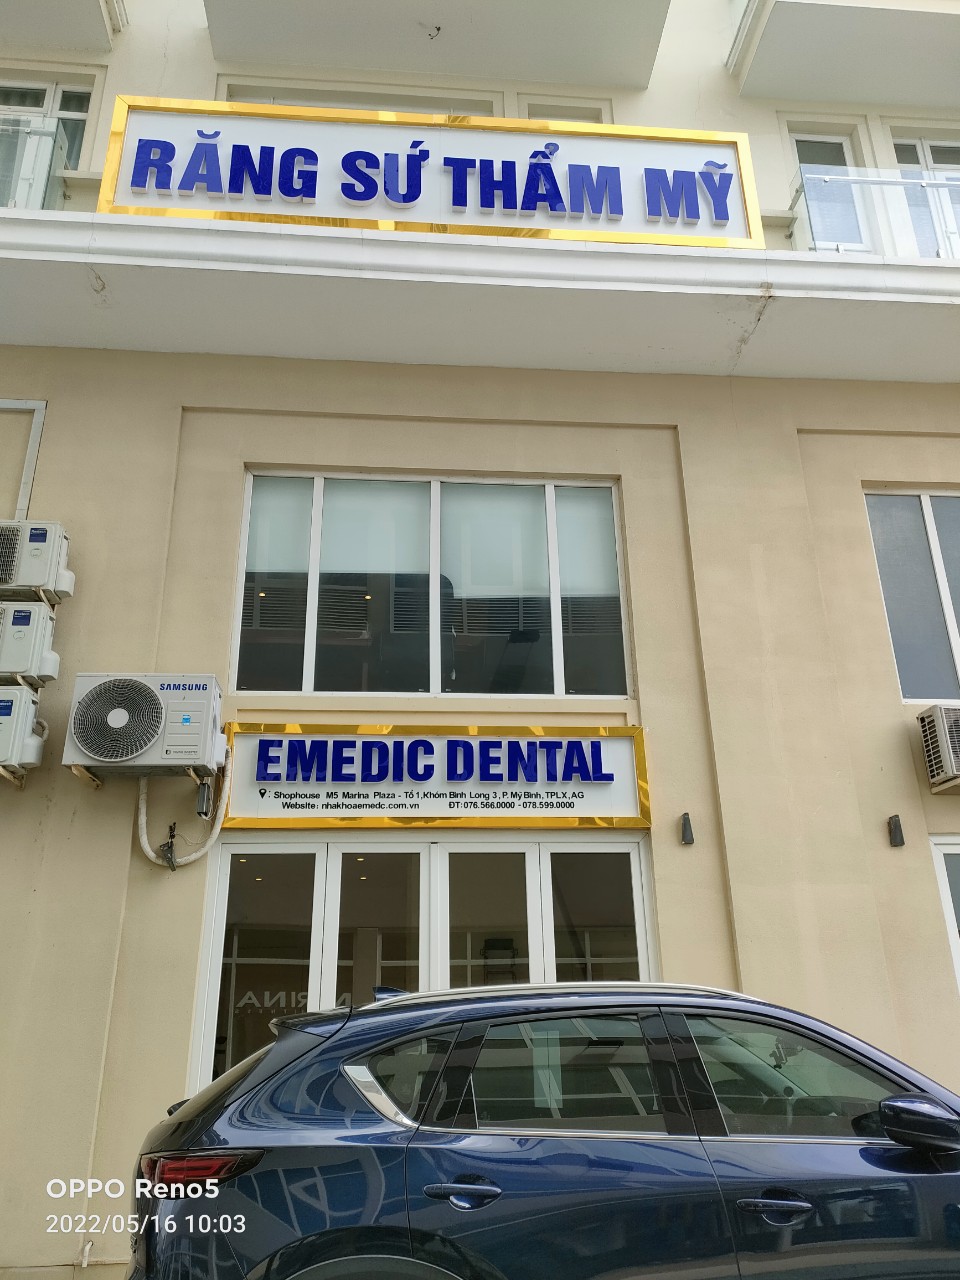 RĂNG SỨ THẨM MỸ
SAMSUNG
EMEDIC DENTAL
: Shophouse M5 Marina Plaza - Tổ 1,Khóm Bình Long 3, P. Mỹ Bình, TPLX, AG
Website: nhakhoaemedc.com.vn ĐT: 076.566.0000 - 078.599.0000
OPPO Reno5
2022/05/16 10:03